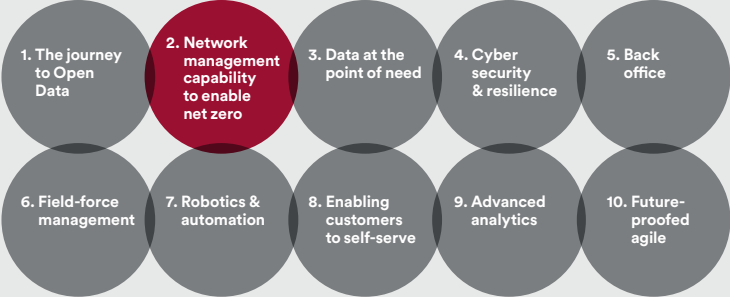 1. The journey
to Open
Data
2. Network
management
capability
to enable
net zero
3. Data at the
point of need
4. Cyber
security
& resilience
5. Back
office
6. Field-force
management
7. Robotics &
automation
8. Enabling
customers
to self-serve
9. Advanced
analytics
10. Future-
proofed
agile